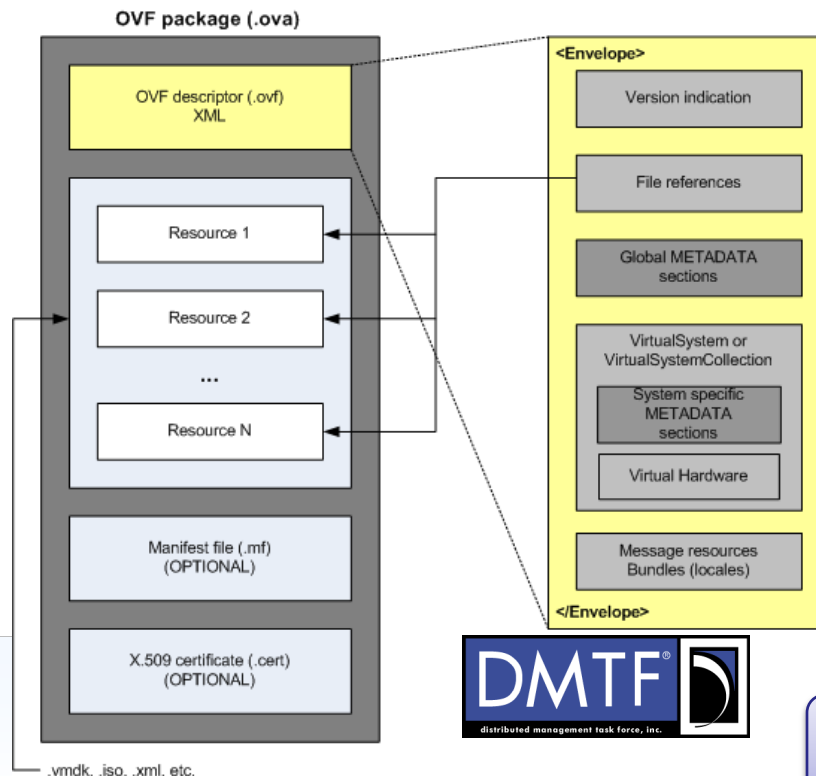 OVF package (.ova)
OVF descriptor (.ovf)
XML
Resource 1
Resource 2
...
Resource N
Manifest file (.mf)
(OPTIONAL)
X.509 certificate (.cert)
(OPTIONAL)
.vmdk, .iso, .xml, etc.
<Envelope>
Version indication
File references
Global METADATA
sections
VirtualSystem or
VirtualSystemCollection
System specific
METADATA
sections
Virtual Hardware
Message resources
Bundles (locales)
</Envelope>
DMTF®
distributed management task force, inc.